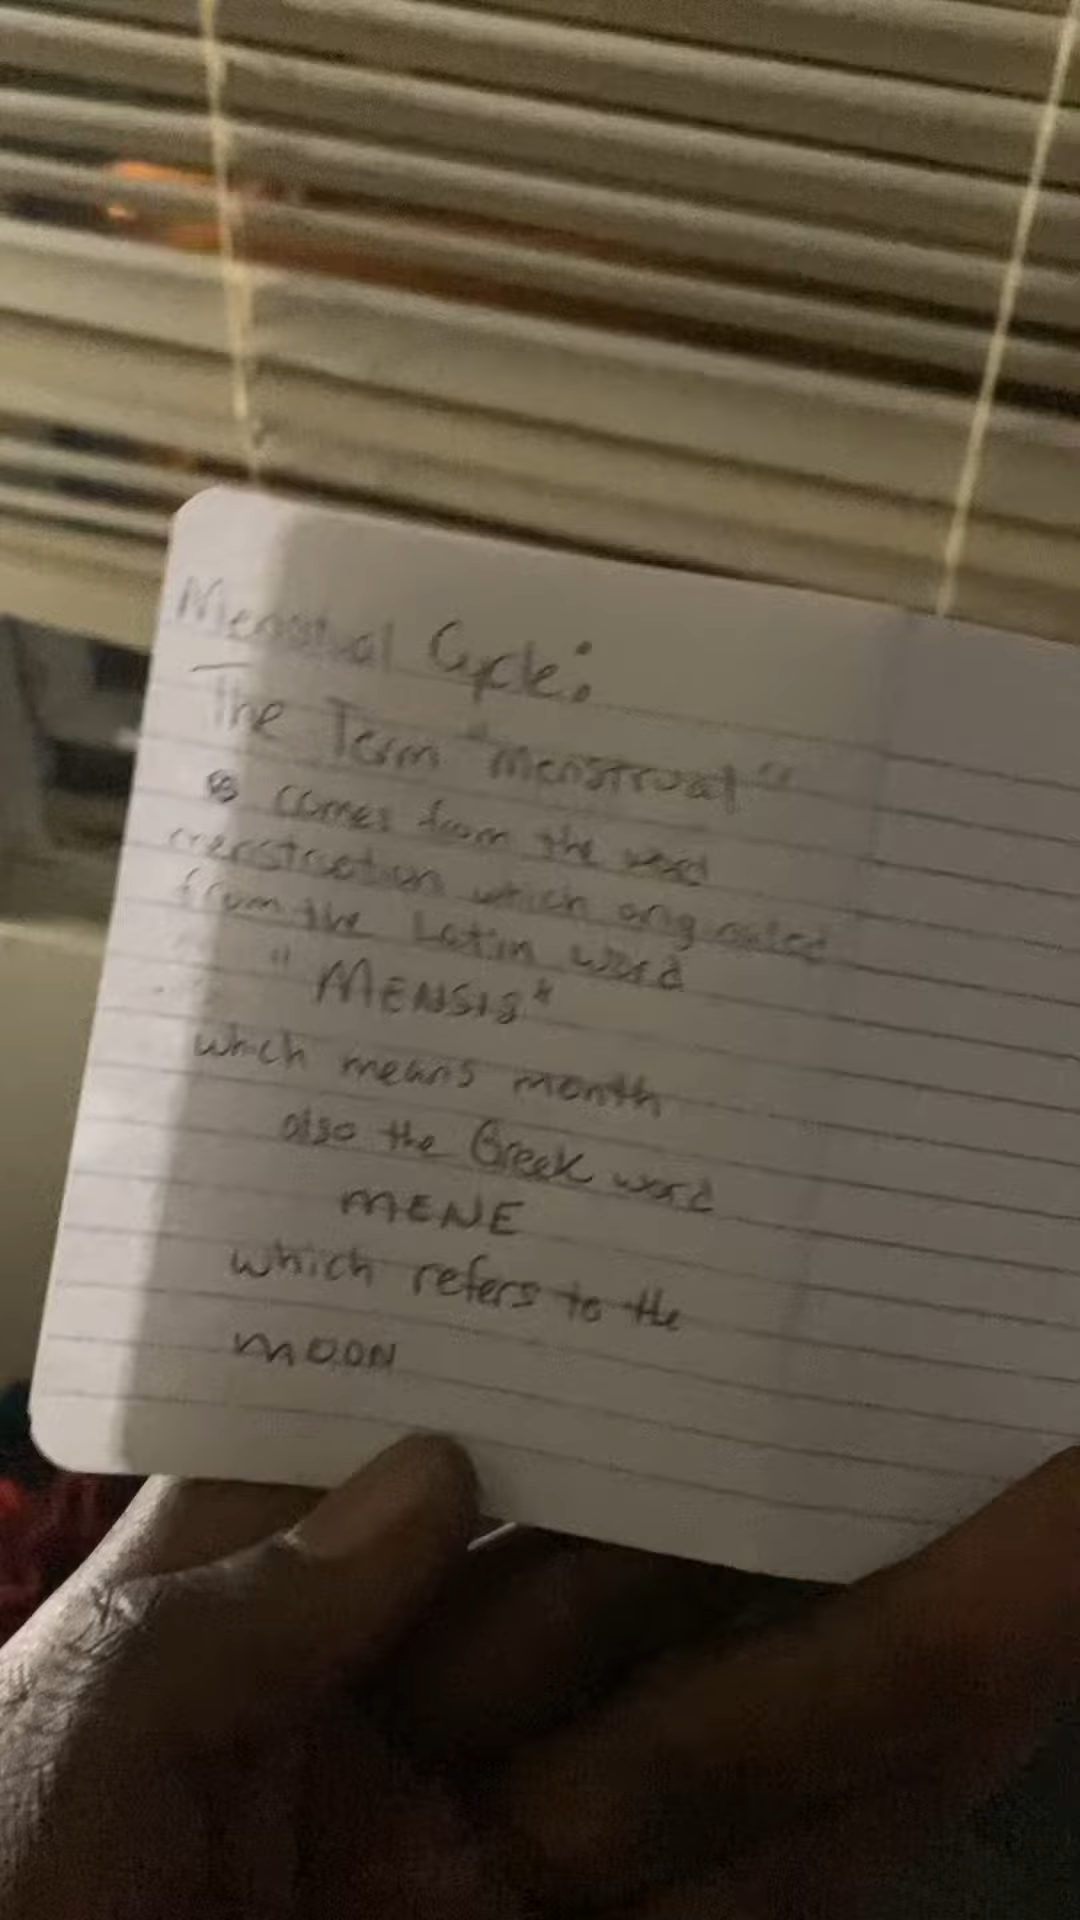 Menstual Cycle:
The Term "Menstrual"
comes from the word
menstruation which originated
from the Latin word
"MENSIS"
which means month
also the Greek word
MENE
which refers to the
MOON